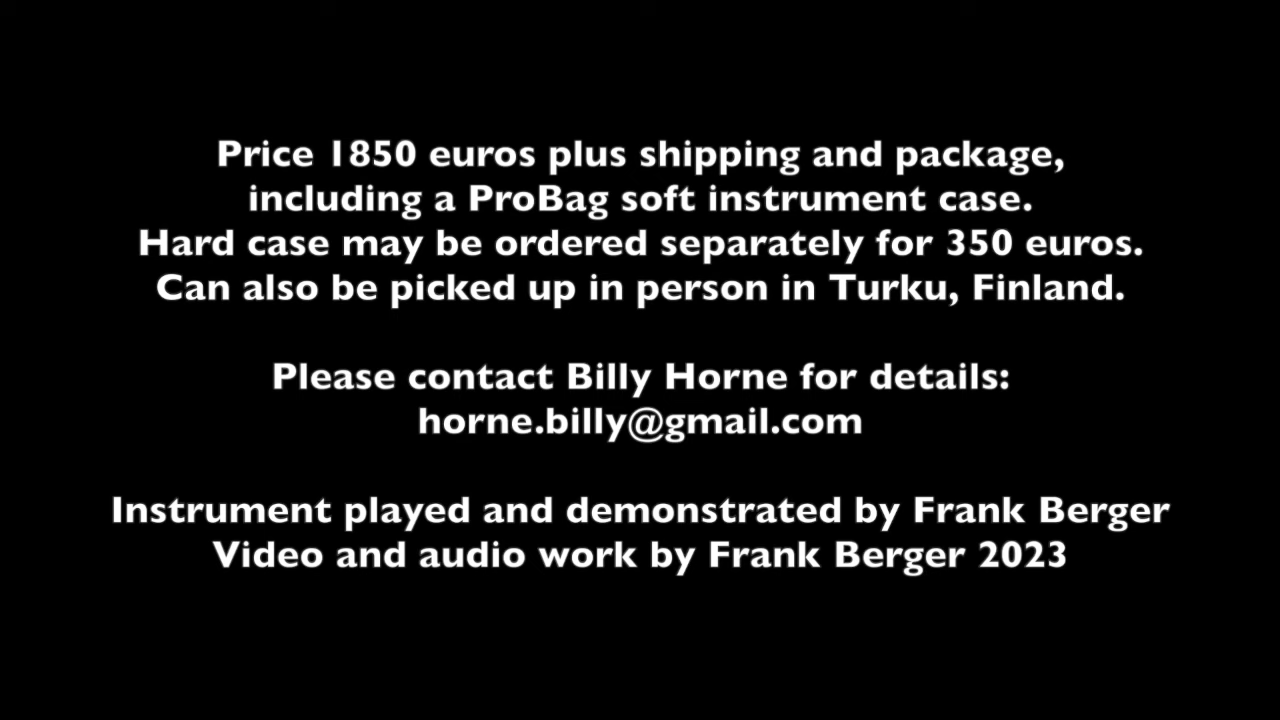 Price 1850 euros plus shipping and package,
including a ProBag soft instrument case.
Hard case may be ordered separately for 350 euros.
Can also be picked up in person in Turku, Finland.
Please contact Billy Horne for details:
horne.billy@gmail.com
Instrument played and demonstrated by Frank Berger
Video and audio work by Frank Berger 2023